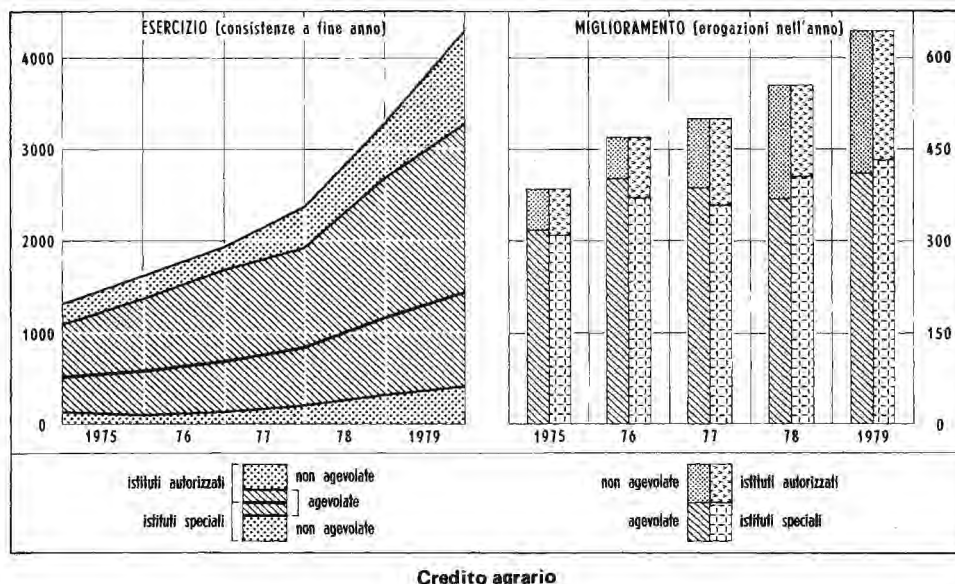 ESERCIZIO (consistenze a fine anno)
4000
3000
2000
1000
0
1975 76 77 78 1979
MIGLIORAMENTO (erogazioni nell'anno)
600
450
300
150
0
1975 76 77 78 1979
istituti autorizzati
non agevolate
agevolate
istituti speciali
non agevolate
non agevolate
istituti autorizzati
agevolate
istituti speciali
Credito agrario